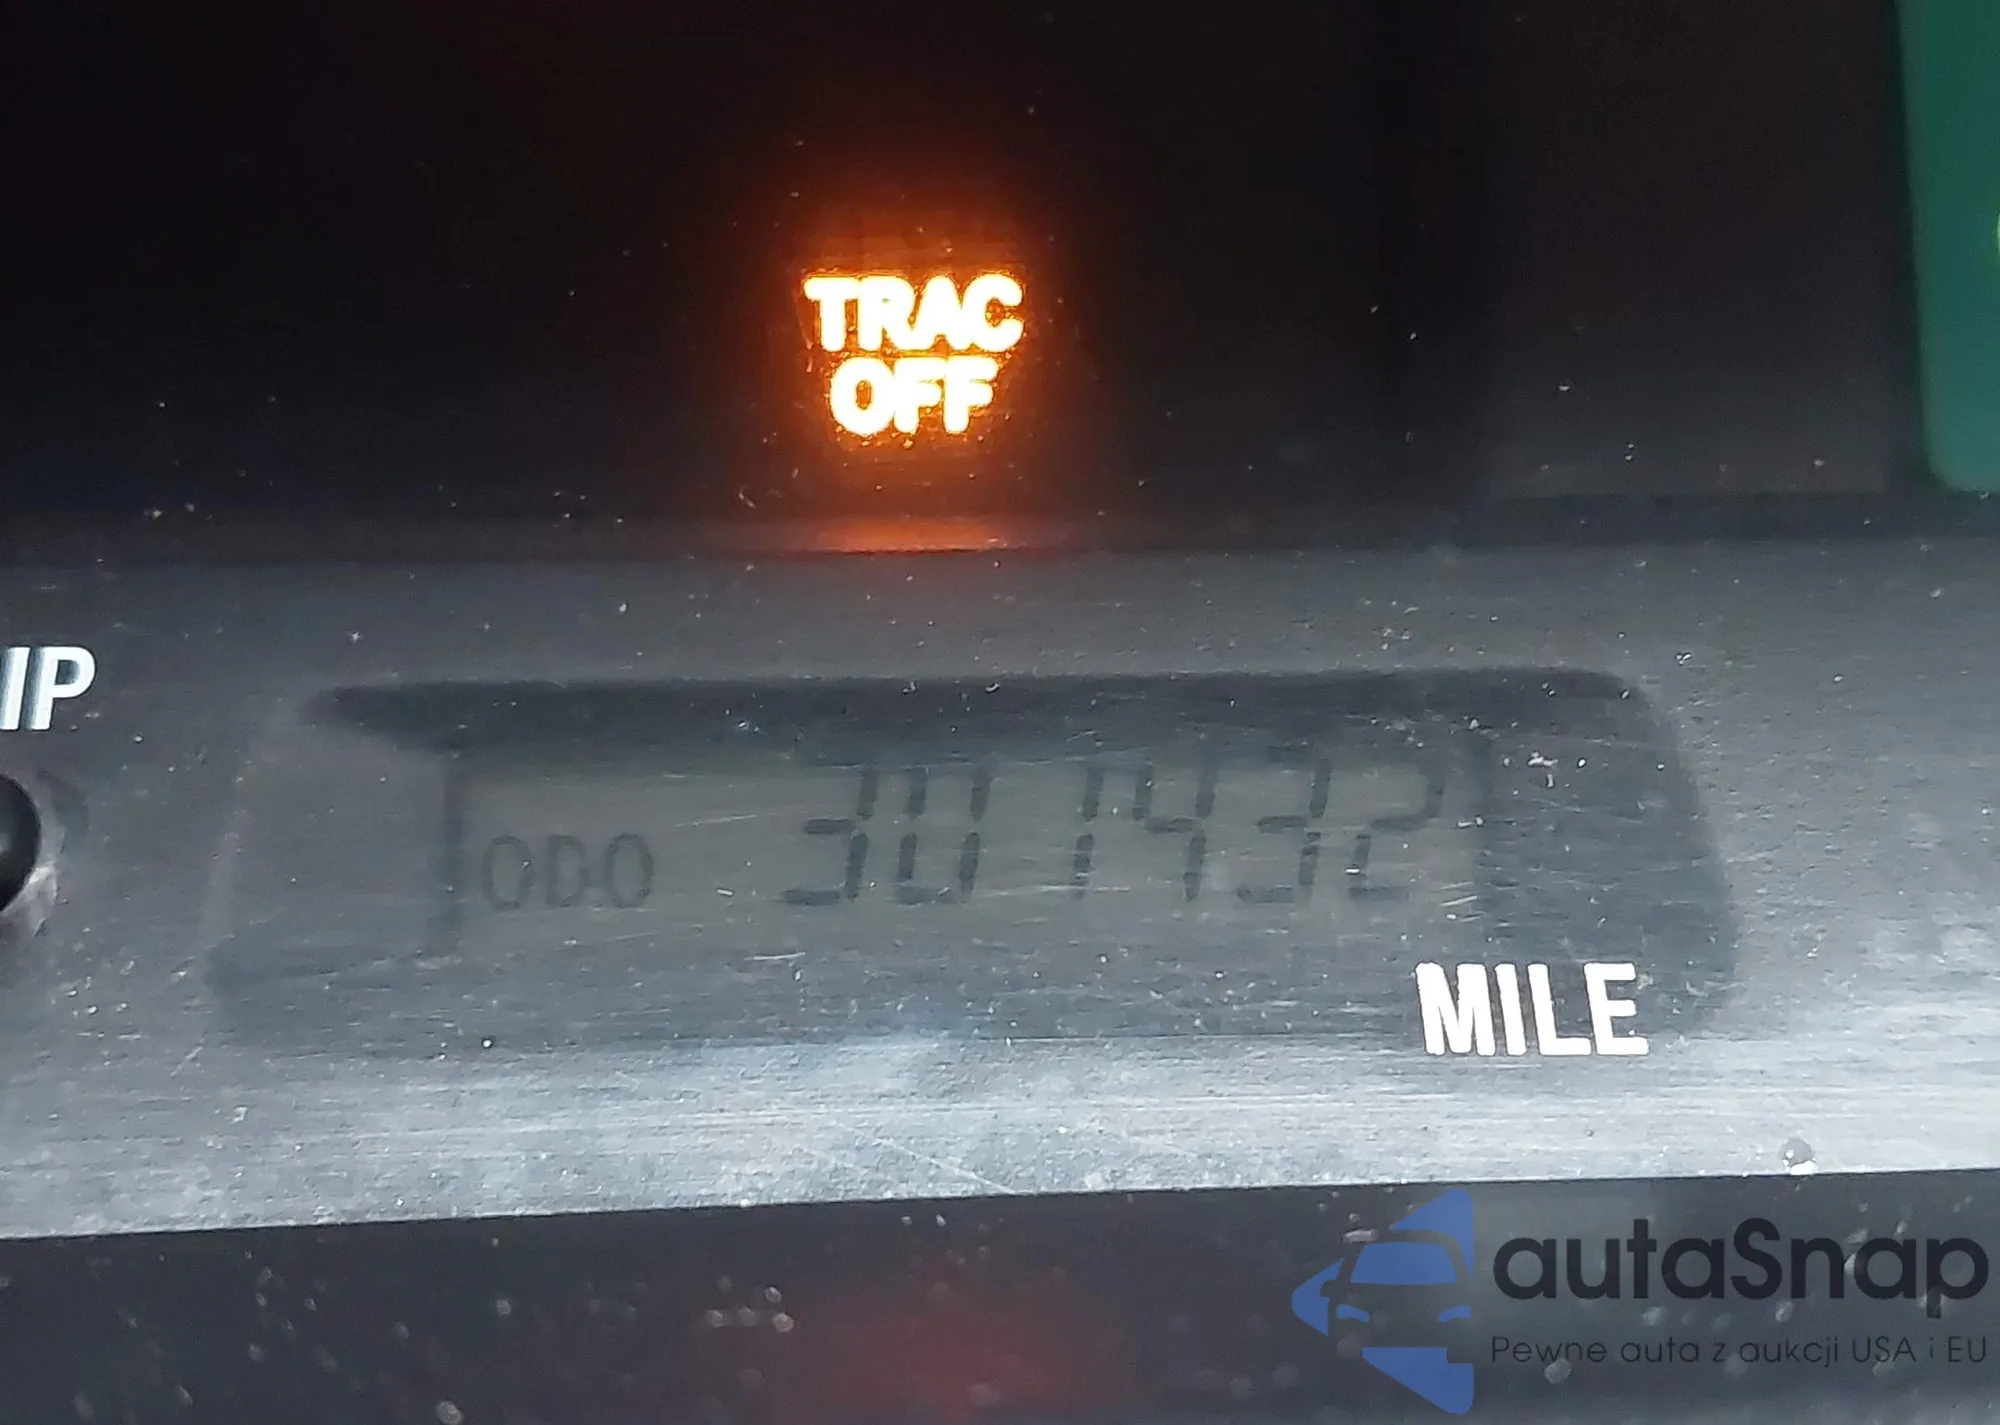 TRAC
OFF
IP
ODO 301432
MILE
autaSnap
Pewne auta z aukcji USA i EU